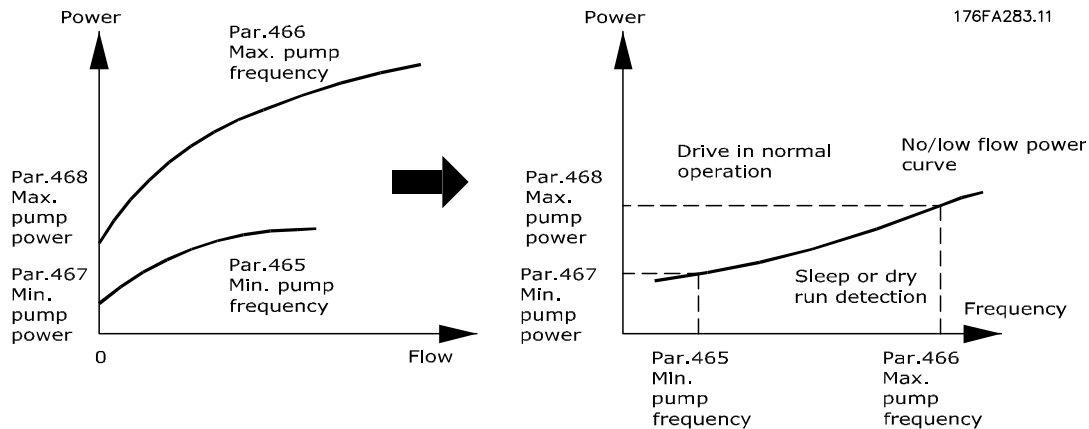 Power
Par.466
Max. pump
frequency
Par.468
Max.
pump
power
Par.467
Min.
pump
power
Par.465
Min. pump
frequency
0
Flow
Power
176FA283.11
Drive in normal
operation
No/low flow power
curve
Par.468
Max.
pump
power
Par.467
Min.
pump
power
Sleep or dry
run detection
Frequency
Par.465
Min.
pump
frequency
Par.466
Max.
pump
frequency